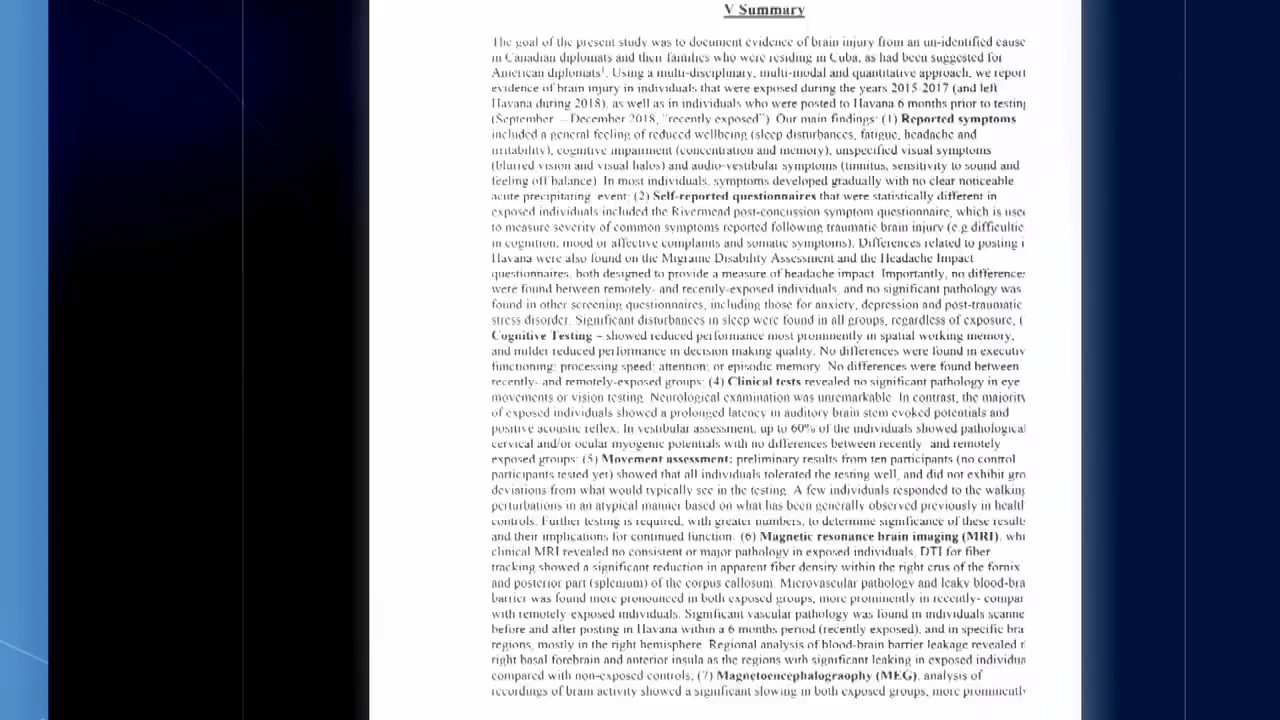 V Summary
The goal of the present study was to document evidence of brain injury from an un-identified cause
in Canadian diplomats and their families who were residing in Cuba, as had been suggested for
American diplomats¹. Using a multi-disciplinary, multi-modal and quantitative approach, we report
evidence of brain injury in individuals that were exposed during the years 2015-2017 (and left
Havana during 2018), as well as in individuals who were posted to Havana 6 months prior to testing
(September – December 2018, "recently exposed"). Our main findings: (1) Reported symptoms
included a general feeling of reduced wellbeing (sleep disturbances, fatigue, headache and
irritability), cognitive impairment (concentration and memory), unspecified visual symptoms
(blurred vision and visual halos) and audio-vestibular symptoms (tinnitus, sensitivity to sound and
feeling off balance). In most individuals, symptoms developed gradually with no clear noticeable
acute precipitating event; (2) Self-reported questionnaires that were statistically different in
exposed individuals included the Rivermead post-concussion symptom questionnaire, which is used
to measure severity of common symptoms reported following traumatic brain injury (e.g difficultie
in cognition, mood or affective complaints and somatic symptoms). Differences related to posting i
Havana were also found on the Migraine Disability Assessment and the Headache Impact
questionnaires, both designed to provide a measure of headache impact. Importantly, no differences
were found between remotely- and recently-exposed individuals, and no significant pathology was
found in other screening questionnaires, including those for anxiety, depression and post-traumatic
stress disorder. Significant disturbances in sleep were found in all groups, regardless of exposure, (
Cognitive Testing – showed reduced performance most prominently in spatial working memory,
and milder reduced performance in decision making quality. No differences were found in executiv
functioning; processing speed; attention; or episodic memory. No differences were found between
recently- and remotely-exposed groups; (4) Clinical tests revealed no significant pathology in eye
movements or vision testing. Neurological examination was unremarkable. In contrast, the majority
of exposed individuals showed a prolonged latency in auditory brain stem evoked potentials and
positive acoustic reflex. In vestibular assessment, up to 60% of the individuals showed pathological
cervical and/or ocular myogenic potentials with no differences between recently- and remotely
exposed groups; (5) Movement assessment: preliminary results from ten participants (no control
participants tested yet) showed that all individuals tolerated the testing well, and did not exhibit gro
deviations from what would typically see in the testing. A few individuals responded to the walking
perturbations in an atypical manner based on what has been generally observed previously in health
controls. Further testing is required, with greater numbers, to determine significance of these results
and their implications for continued function. (6) Magnetic resonance brain imaging (MRI), whi
clinical MRI revealed no consistent or major pathology in exposed individuals, DTI for fiber
tracking showed a significant reduction in apparent fiber density within the right crus of the fornix
and posterior part (splenium) of the corpus callosum. Microvascular pathology and leaky blood-bra
barrier was found more pronounced in both exposed groups, more prominently in recently- compar
with remotely-exposed individuals. Significant vascular pathology was found in individuals scanne
before and after posting in Havana within a 6 months period (recently exposed), and in specific bra
regions, mostly in the right hemisphere. Regional analysis of blood-brain barrier leakage revealed t
right basal forebrain and anterior insula as the regions with significant leaking in exposed individua
compared with non-exposed controls; (7) Magnetoencephalograophy (MEG), analysis of
recordings of brain activity showed a significant slowing in both exposed groups, more prominently